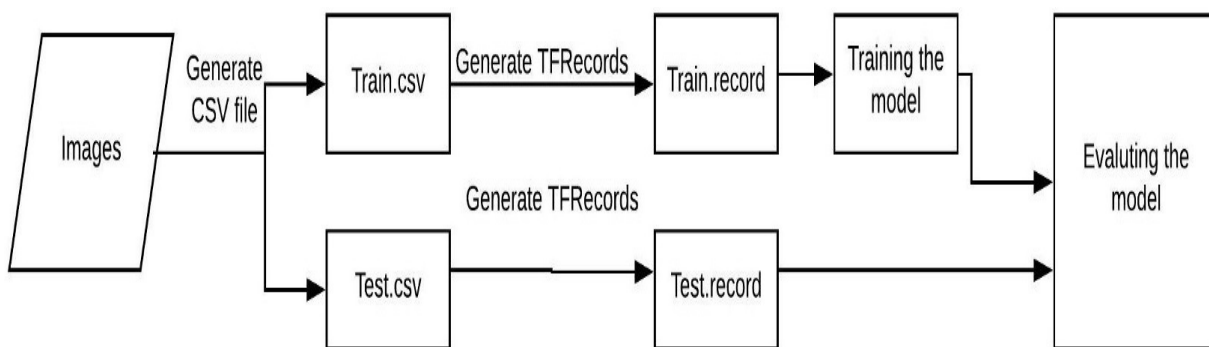 Images
Generate
CSV file
Train.csv
Generate TFRecords
Train.record
Training the
model
Evaluting the
model
Generate TFRecords
Test.csv
Test.record